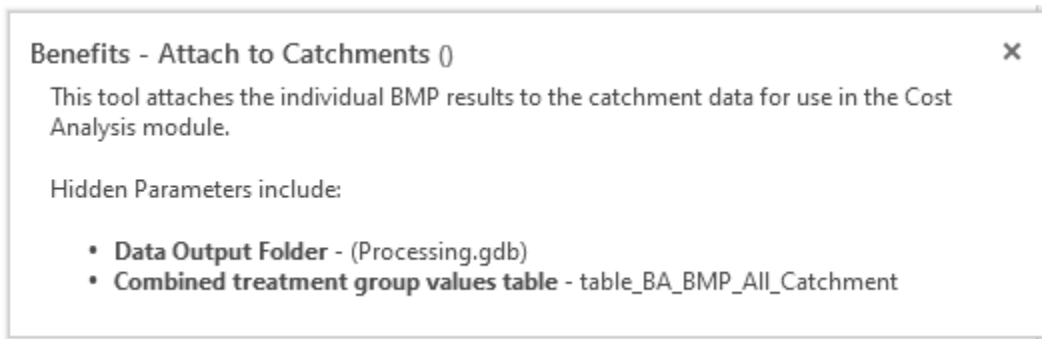 Benefits - Attach to Catchments ()
This tool attaches the individual BMP results to the catchment data for use in the Cost
Analysis module.
Hidden Parameters include:
• Data Output Folder - (Processing.gdb)
• Combined treatment group values table - table_BA_BMP_All_Catchment